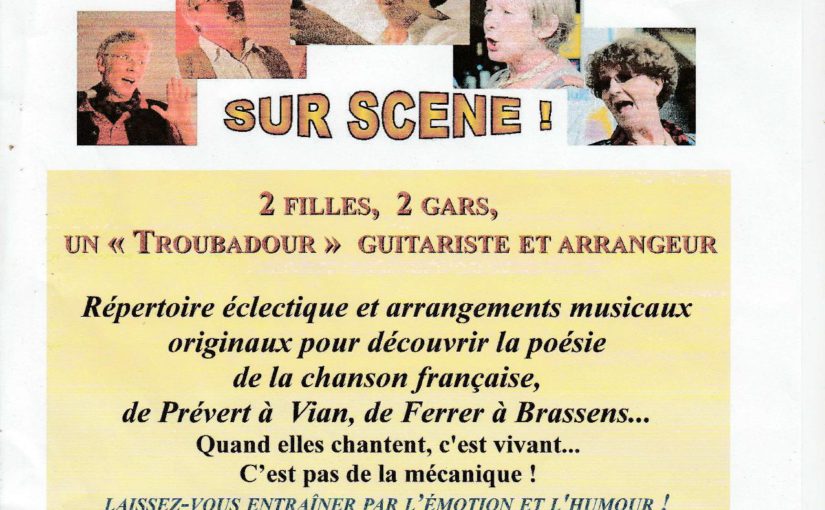 SUR SCENE !
2 FILLES, 2 GARS,
UN « TROUBADOUR » GUITARISTE ET ARRANGEUR
Répertoire éclectique et arrangements musicaux
originaux pour découvrir la poésie
de la chanson française,
de Prévert à Vian, de Ferrer à Brassens...
Quand elles chantent, c'est vivant...
C’est pas de la mécanique !
LAISSEZ-VOUS ENTRAÎNER PAR L’ÉMOTION ET L'HUMOUR !